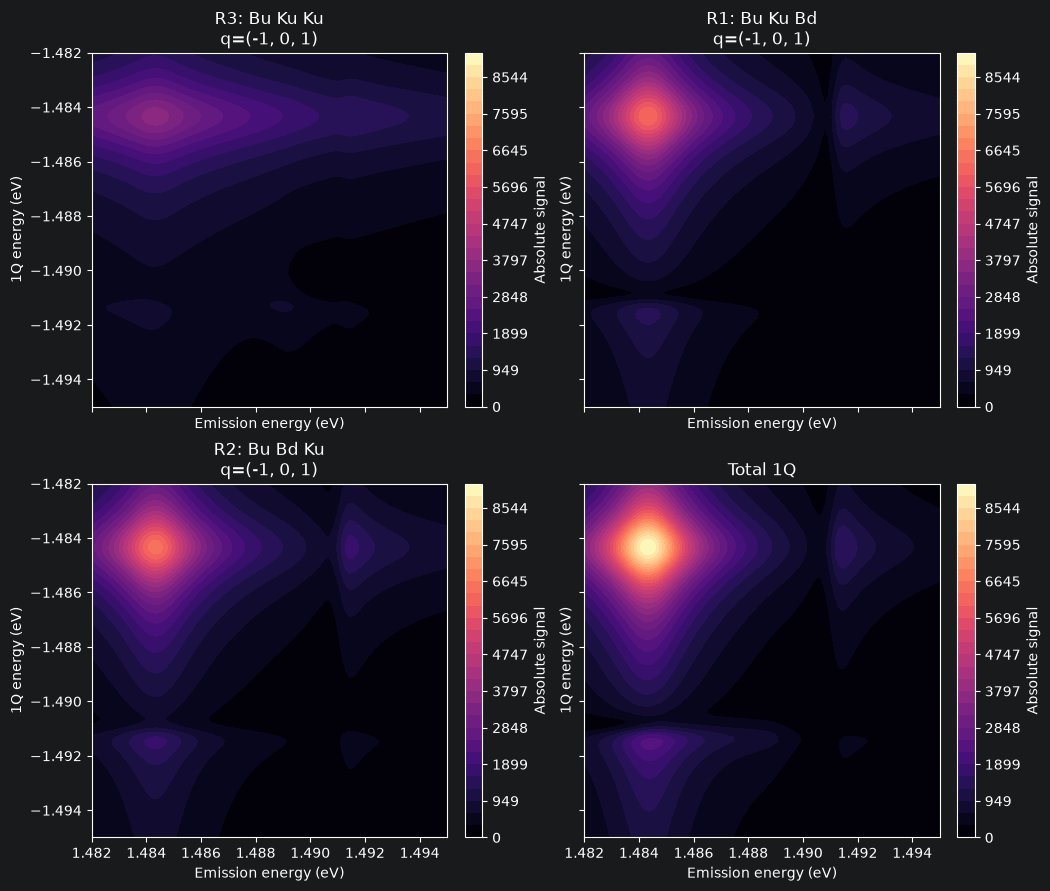 R3: Bu Ku Ku
q=(-1, 0, 1)
−1.482
−1.484
−1.486
−1.488
−1.490
−1.492
−1.494
1Q energy (eV)
Emission energy (eV)
8544
7595
6645
5696
4747
3797
2848
1899
949
0
Absolute signal
R1: Bu Ku Bd
q=(-1, 0, 1)
1Q energy (eV)
Emission energy (eV)
8544
7595
6645
5696
4747
3797
2848
1899
949
0
Absolute signal
R2: Bu Bd Ku
q=(-1, 0, 1)
−1.482
−1.484
−1.486
−1.488
−1.490
−1.492
−1.494
1Q energy (eV)
1.482 1.484 1.486 1.488 1.490 1.492 1.494
Emission energy (eV)
8544
7595
6645
5696
4747
3797
2848
1899
949
0
Absolute signal
Total 1Q
1Q energy (eV)
1.482 1.484 1.486 1.488 1.490 1.492 1.494
Emission energy (eV)
8544
7595
6645
5696
4747
3797
2848
1899
949
0
Absolute signal